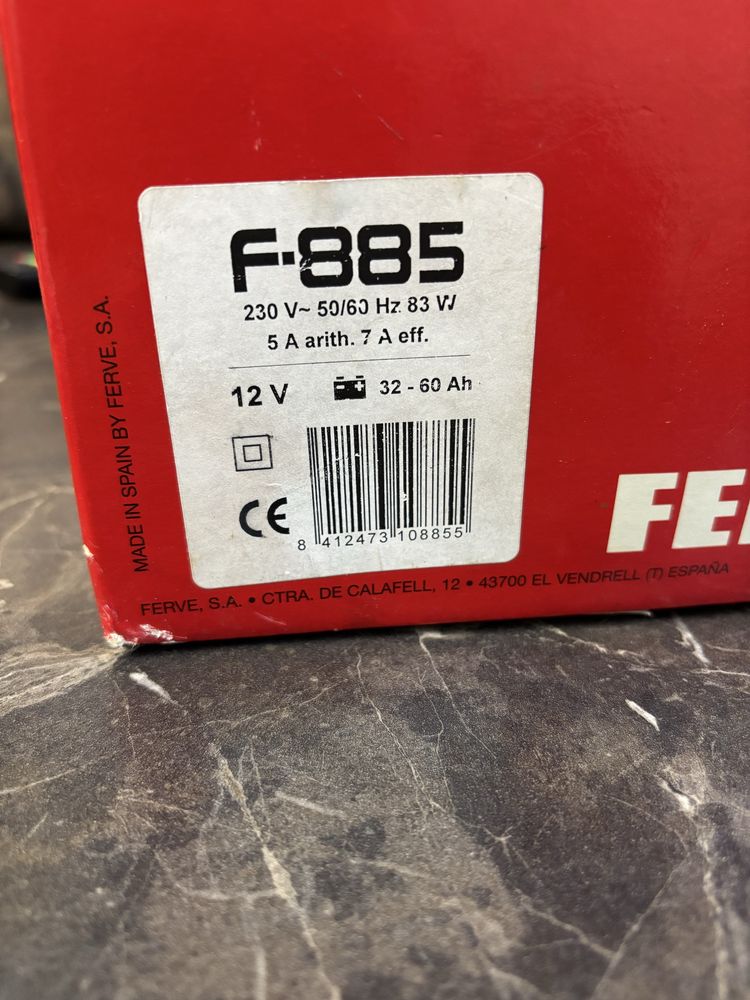 F-885
230 V~ 50/60 Hz 83 W
5 A arith. 7 A eff.
12 V 32 - 60 Ah
CE
8 412473 108855
MADE IN SPAIN BY FERVE, S.A.
FERVE, S.A. • CTRA. DE CALAFELL, 12 • 43700 EL VENDRELL (T) ESPAÑA